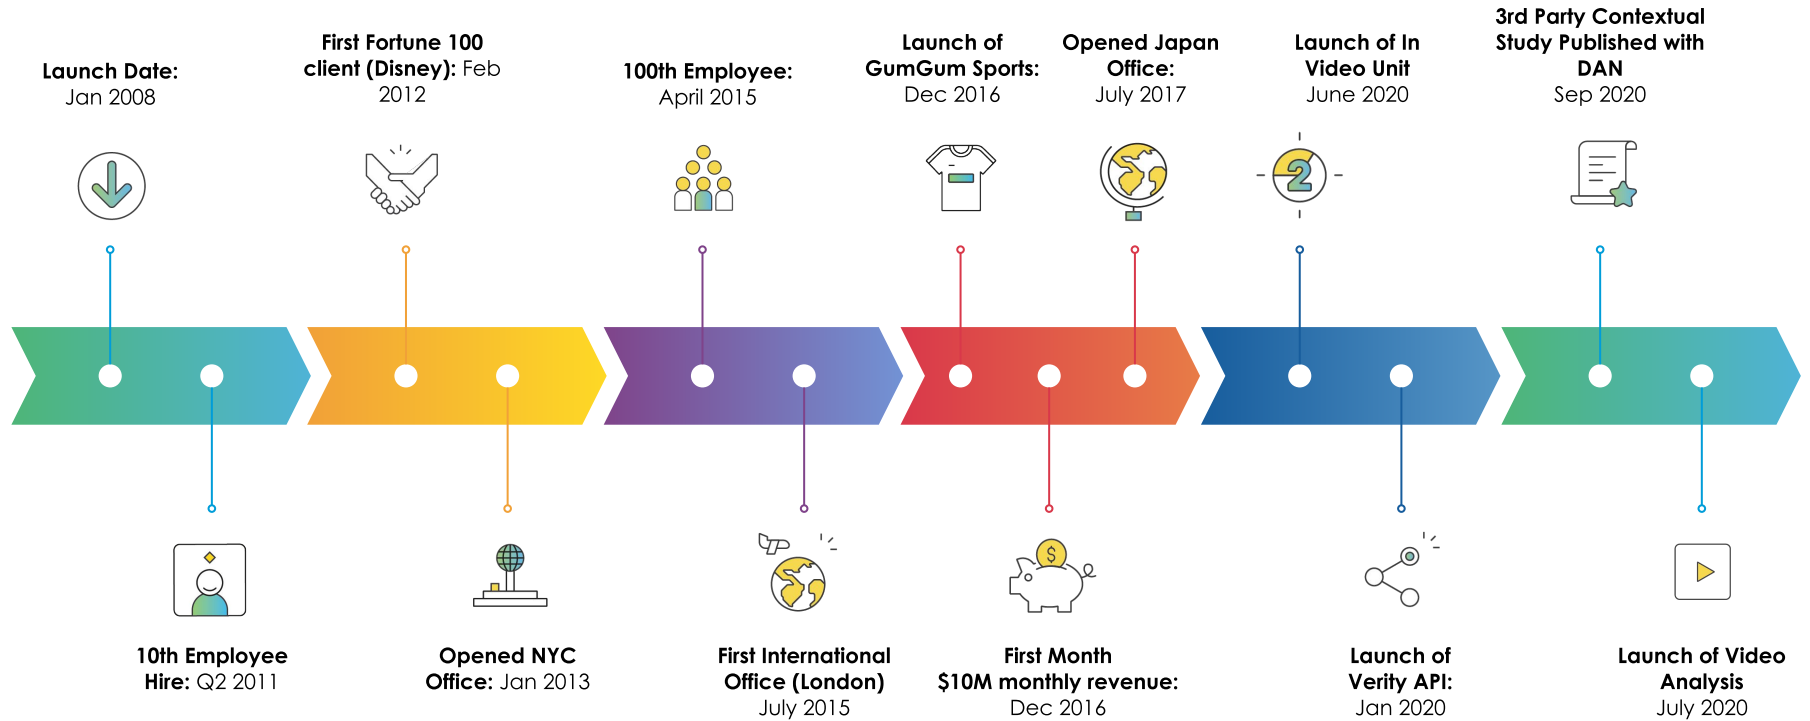 Launch Date:
Jan 2008
First Fortune 100
client (Disney): Feb
2012
100th Employee:
April 2015
Launch of
GumGum Sports:
Dec 2016
Opened Japan
Office:
July 2017
Launch of In
Video Unit
June 2020
3rd Party Contextual
Study Published with
DAN
Sep 2020
2
$
10th Employee
Hire: Q2 2011
Opened NYC
Office: Jan 2013
First International
Office (London)
July 2015
First Month
$10M monthly revenue:
Dec 2016
Launch of
Verity API:
Jan 2020
Launch of Video
Analysis
July 2020